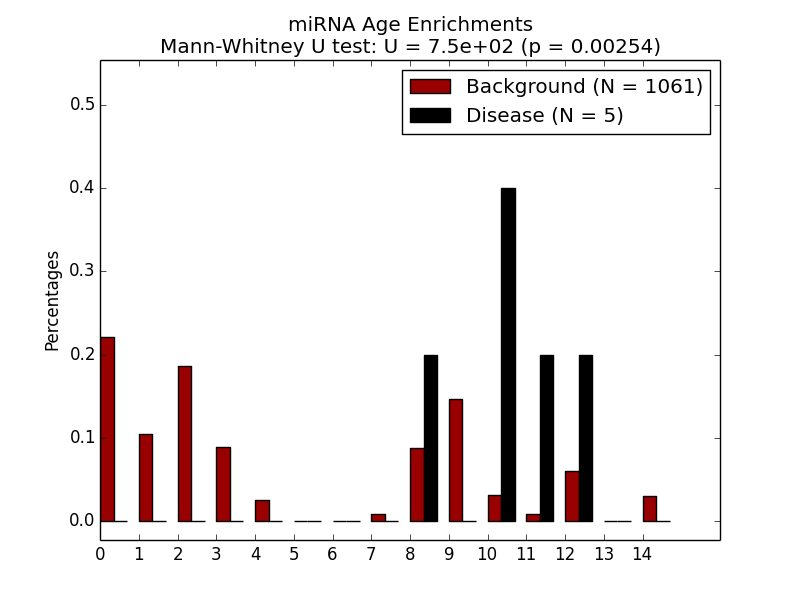 miRNA Age Enrichments
Mann-Whitney U test: U = 7.5e+02 (p = 0.00254)
Background (N = 1061)
Disease (N = 5)
Percentages
0.5
0.4
0.3
0.2
0.1
0.0
0 1 2 3 4 5 6 7 8 9 10 11 12 13 14